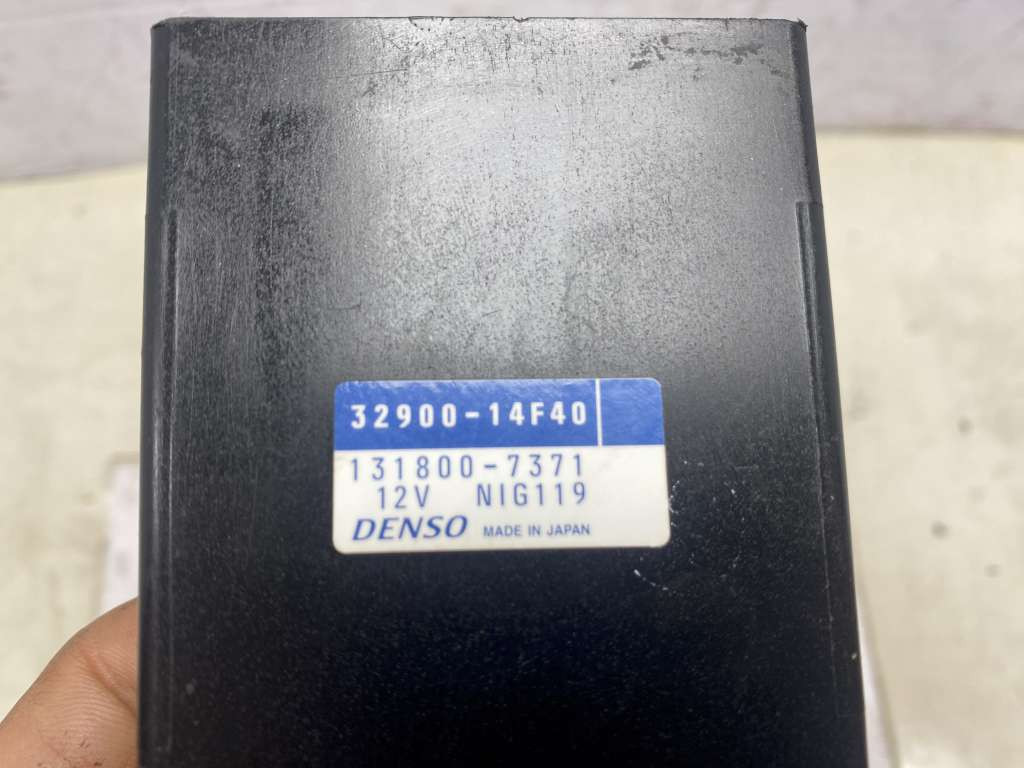 32900-14F40
131800-7371
12V NIG119
DENSO MADE IN JAPAN